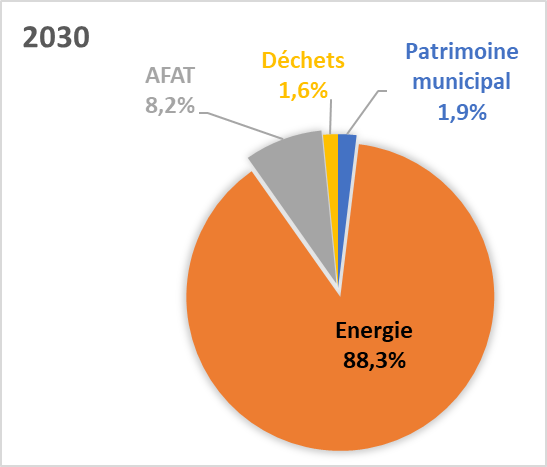 2030
AFAT
8,2%
Déchets
1,6%
Patrimoine
municipal
1,9%
Energie
88,3%